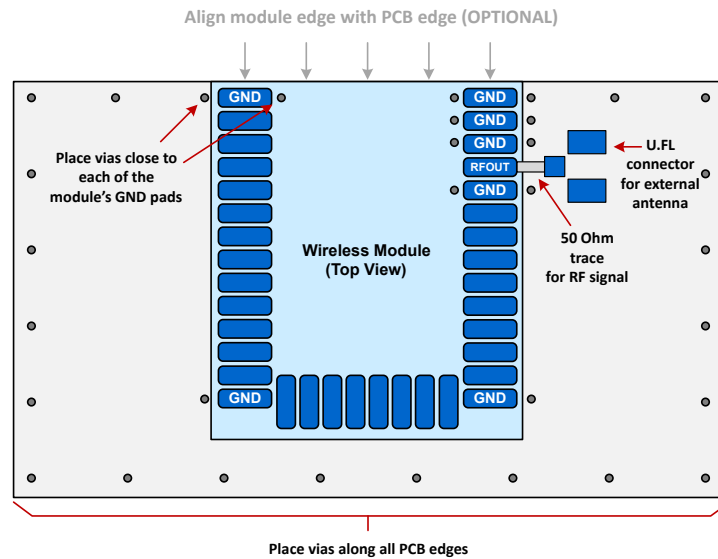 Align module edge with PCB edge (OPTIONAL)
GND
GND
GND
GND
RFOUT
GND
Place vias close to
each of the
module's GND pads
U.FL
connector
for external
antenna
50 Ohm
trace
for RF signal
Wireless Module
(Top View)
GND
GND
Place vias along all PCB edges